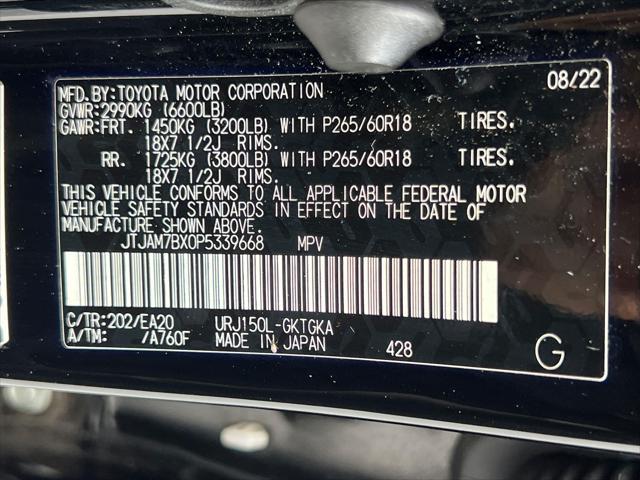 MFD.BY:TOYOTA MOTOR CORPORATION 08/22
GVWR:2990KG (6600LB)
GAWR:FRT. 1450KG (3200LB) WITH P265/60R18 TIRES.
18X7 1/2J RIMS.
RR. 1725KG (3800LB) WITH P265/60R18 TIRES.
18X7 1/2J RIMS.
THIS VEHICLE CONFORMS TO ALL APPLICABLE FEDERAL MOTOR
VEHICLE SAFETY STANDARDS IN EFFECT ON THE DATE OF
MANUFACTURE SHOWN ABOVE.
JTJAM7BX0P5339668 MPV
C/TR:202/EA20 URJ150L-GKTGKA
A/TM: /A760F MADE IN JAPAN 428 G